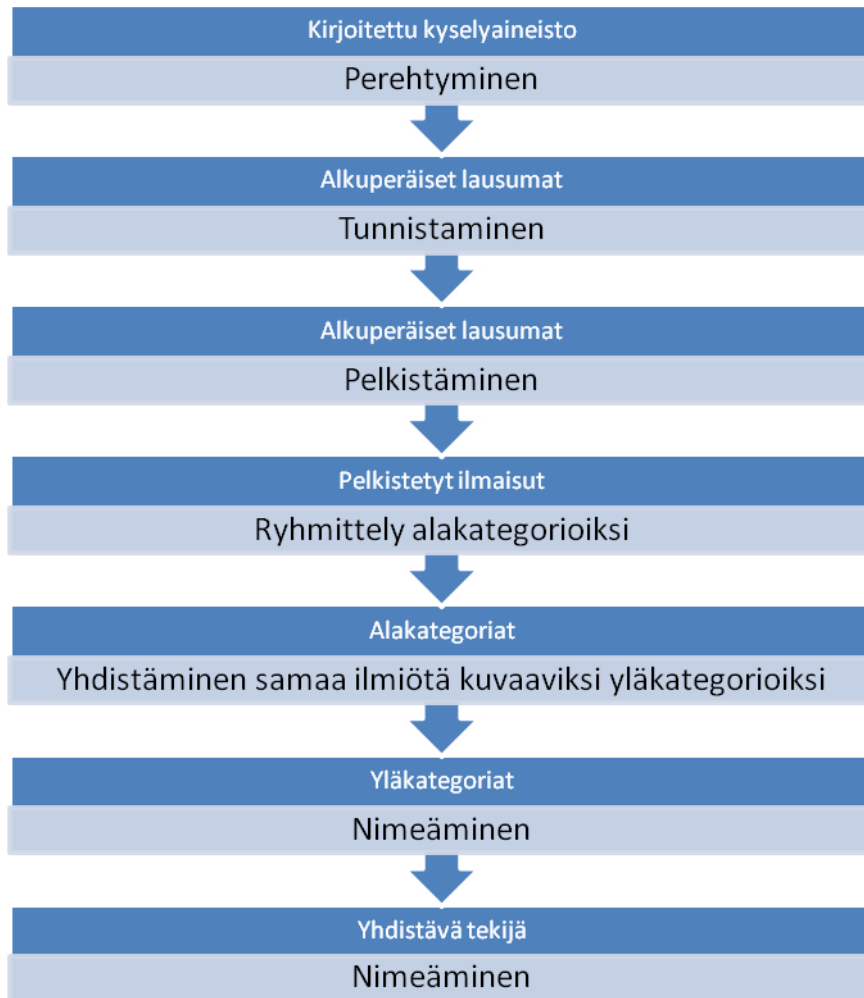 Kirjoitettu kyselyaineisto
Perehtyminen
Alkuperäiset lausumat
Tunnistaminen
Alkuperäiset lausumat
Pelkistäminen
Pelkistetyt ilmaisut
Ryhmittely alakategorioiksi
Alakategoriat
Yhdistäminen samaa ilmiötä kuvaaviksi yläkategorioiksi
Yläkategoriat
Nimeäminen
Yhdistävä tekijä
Nimeäminen